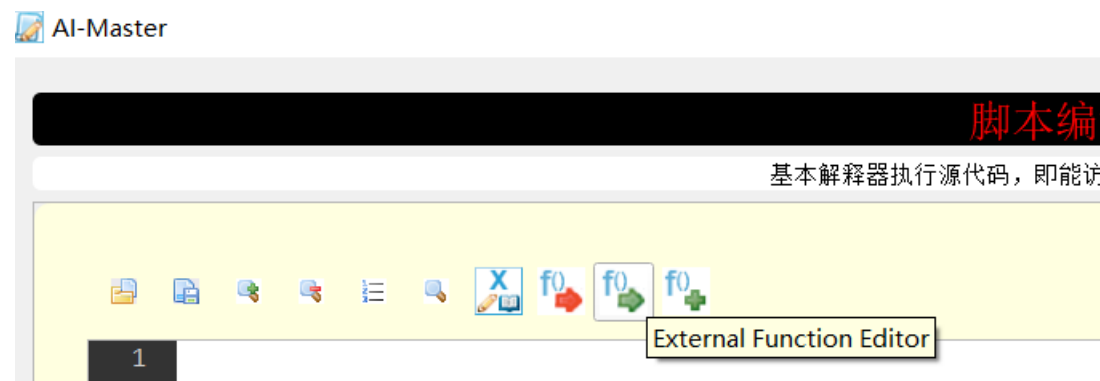 AI-Master
脚本编
基本解释器执行源代码，即能访
X f() f() f()
External Function Editor
1